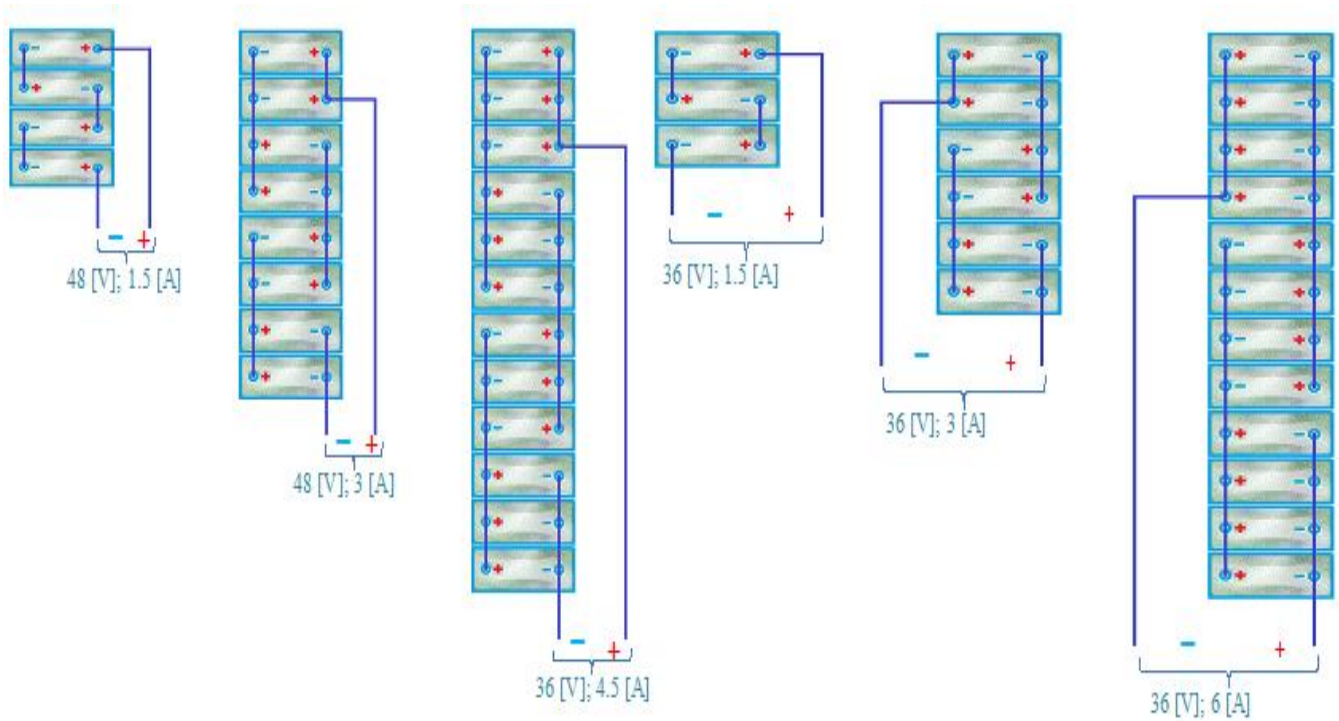 - +
48 [V]; 1.5 [A]
- +
48 [V]; 3 [A]
- +
36 [V]; 4.5 [A]
- +
36 [V]; 1.5 [A]
- +
36 [V]; 3 [A]
- +
36 [V]; 6 [A]